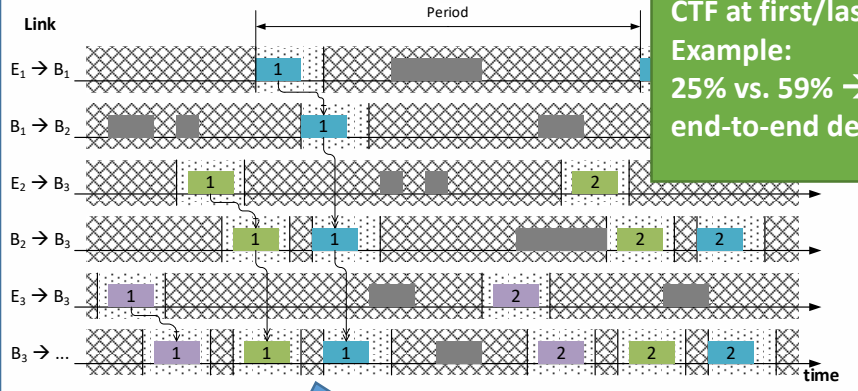 Period
Link
CTF at first/las
Example:
25% vs. 59% →
end-to-end de
E1 → B1
1
B1 → B2
1
E2 → B3
1 2
B2 → B3
1 1 2 2
E3 → B3
1 2
B3 → ...
1 1 1 2 2 2
time